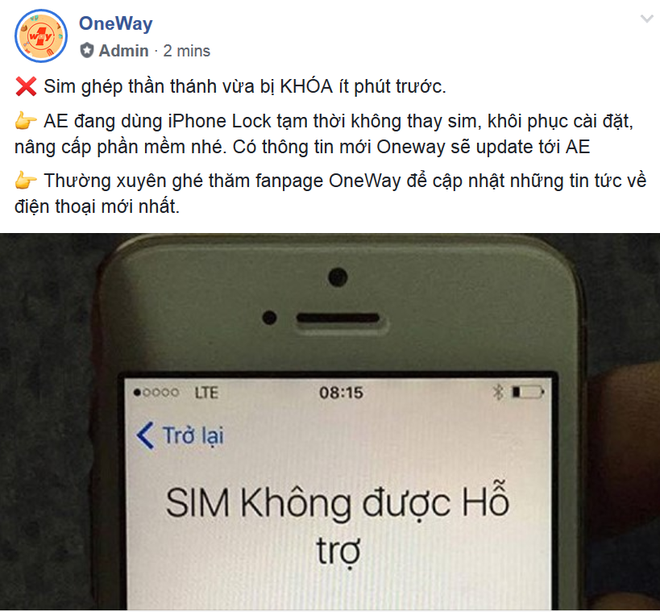 OneWay
Admin · 2 mins
❌ Sim ghép thần thánh vừa bị KHÓA ít phút trước.
👉 AE đang dùng iPhone Lock tạm thời không thay sim, khôi phục cài đặt,
nâng cấp phần mềm nhé. Có thông tin mới Oneway sẽ update tới AE
👉 Thường xuyên ghé thăm fanpage OneWay để cập nhật những tin tức về
điện thoại mới nhất.
LTE 08:15
Trở lại
SIM Không được Hỗ
trợ